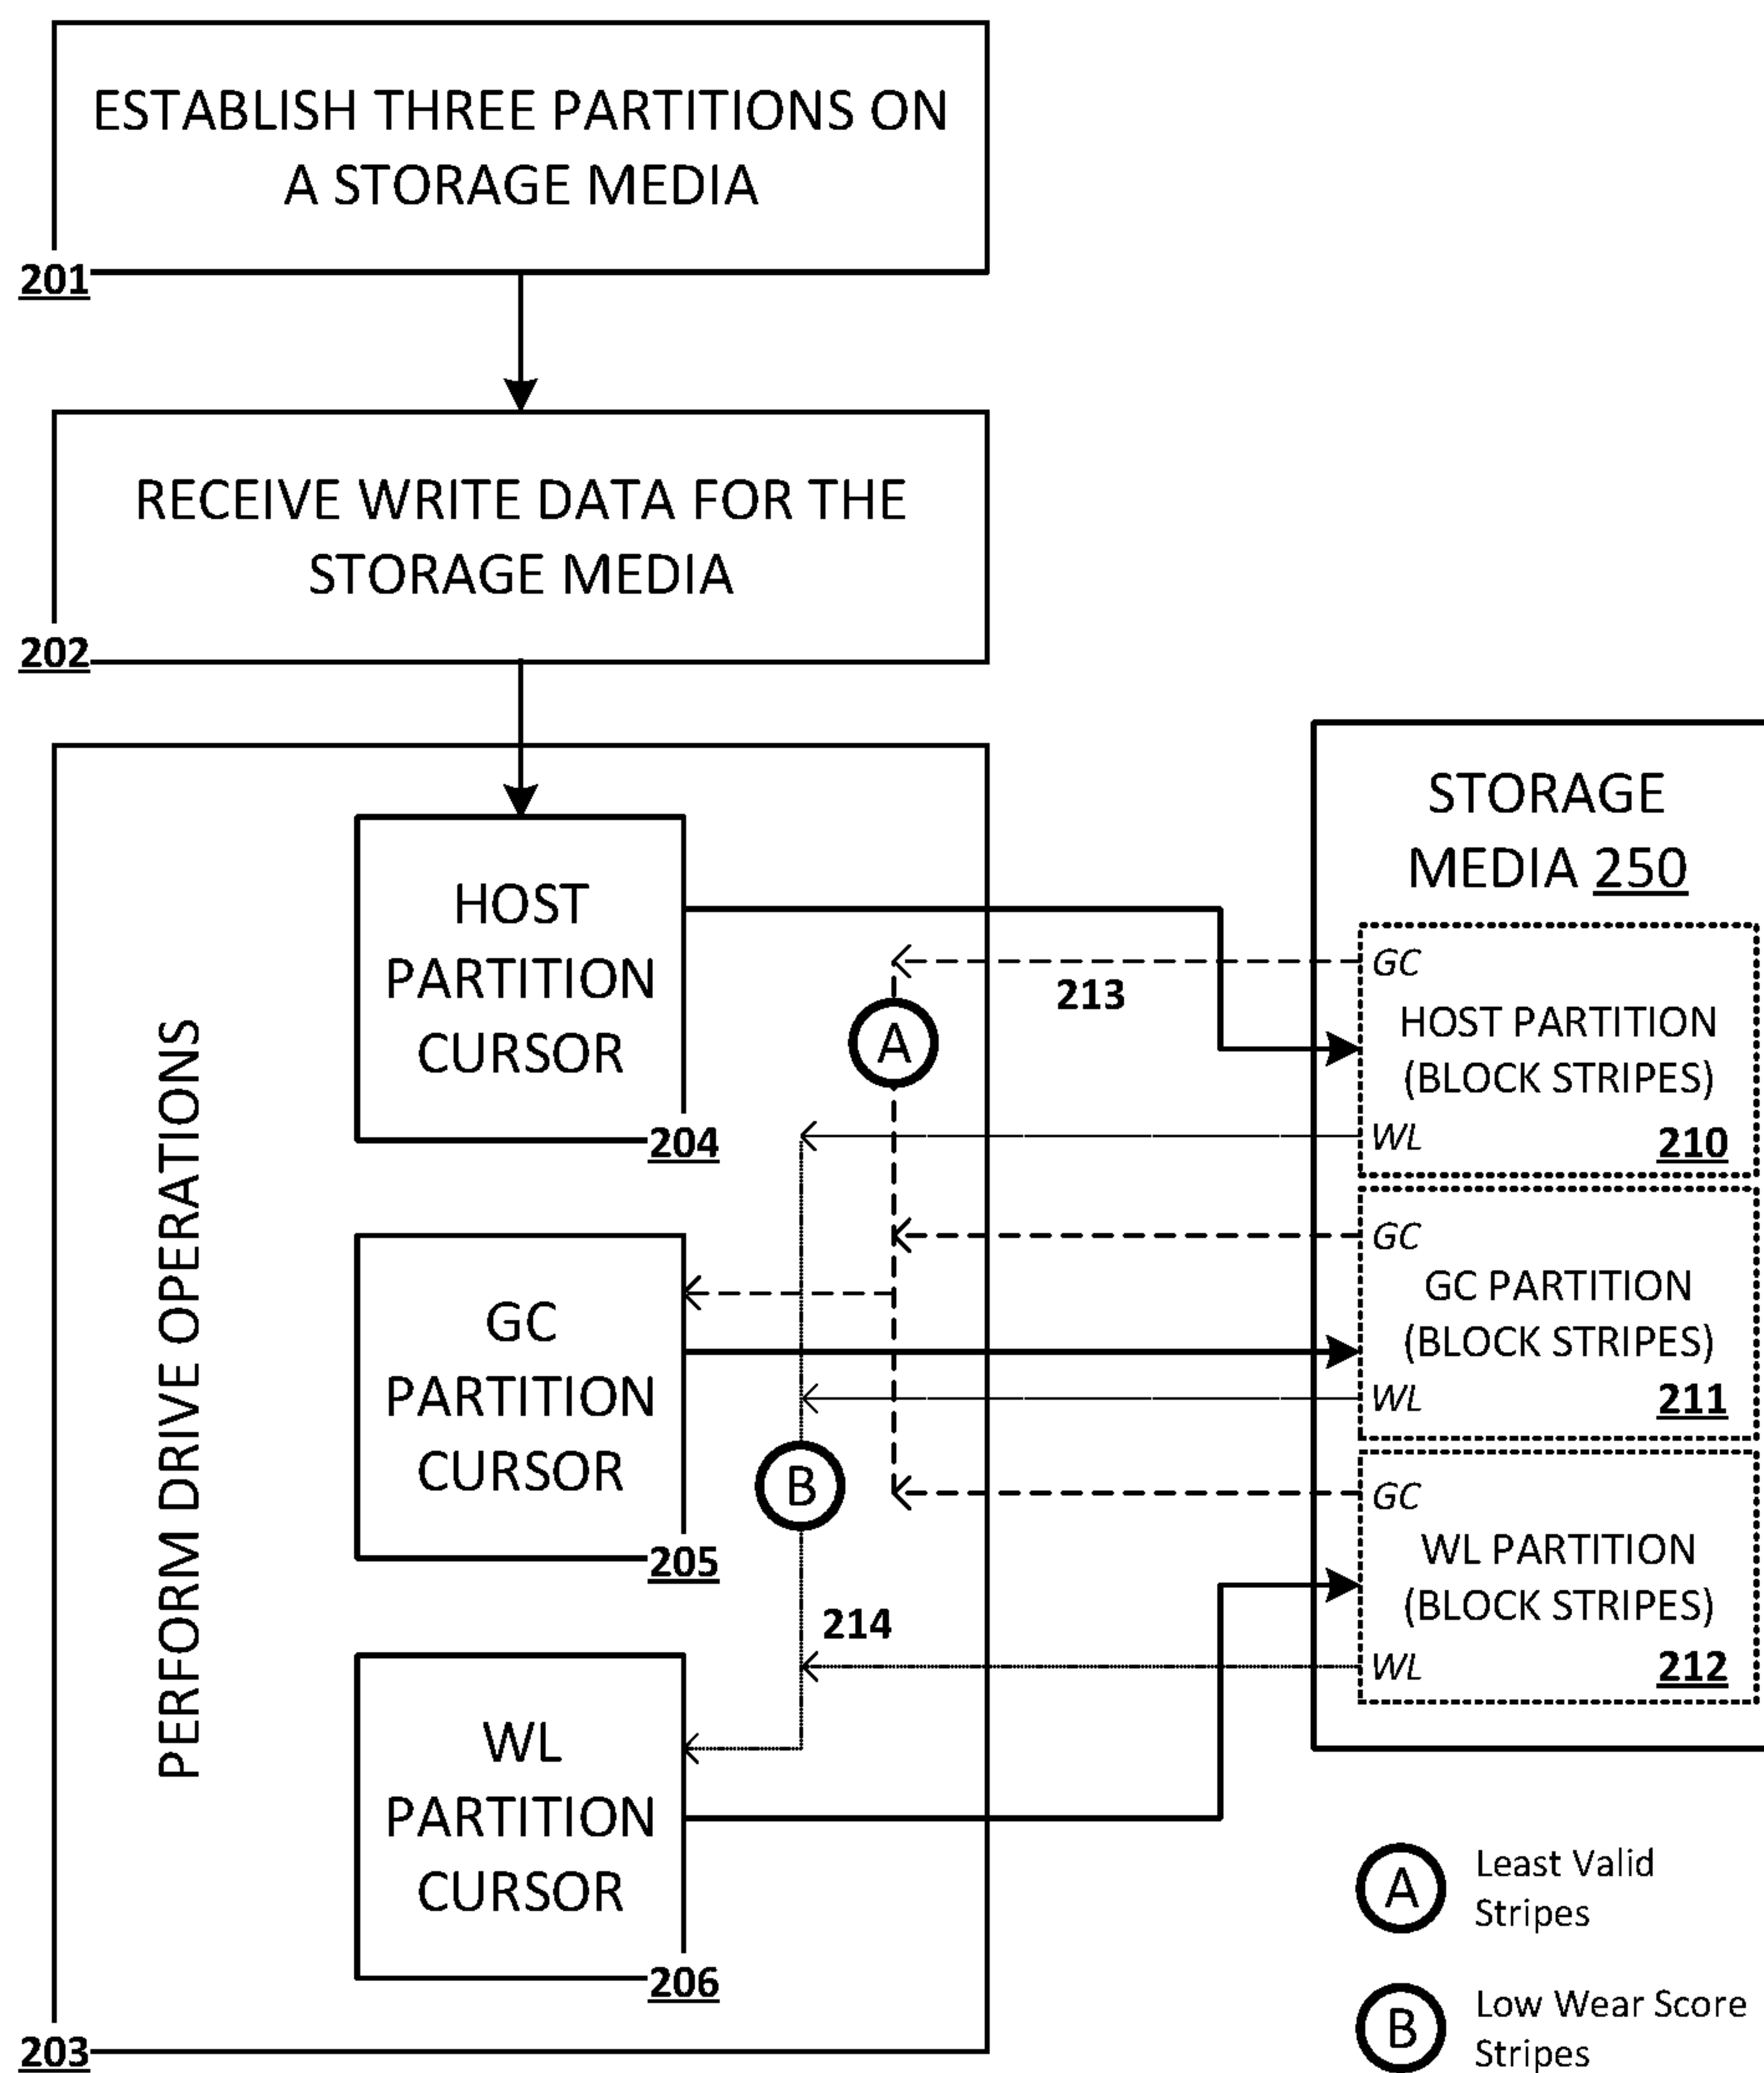 ESTABLISH THREE PARTITIONS ON
A STORAGE MEDIA
201
RECEIVE WRITE DATA FOR THE
STORAGE MEDIA
202
PERFORM DRIVE OPERATIONS
203
HOST
PARTITION
CURSOR
204
GC
PARTITION
CURSOR
205
WL
PARTITION
CURSOR
206
A
B
213
214
STORAGE
MEDIA 250
GC
HOST PARTITION
(BLOCK STRIPES)
WL
210
GC
GC PARTITION
(BLOCK STRIPES)
WL
211
GC
WL PARTITION
(BLOCK STRIPES)
WL
212
A
Least Valid
Stripes
B
Low Wear Score
Stripes